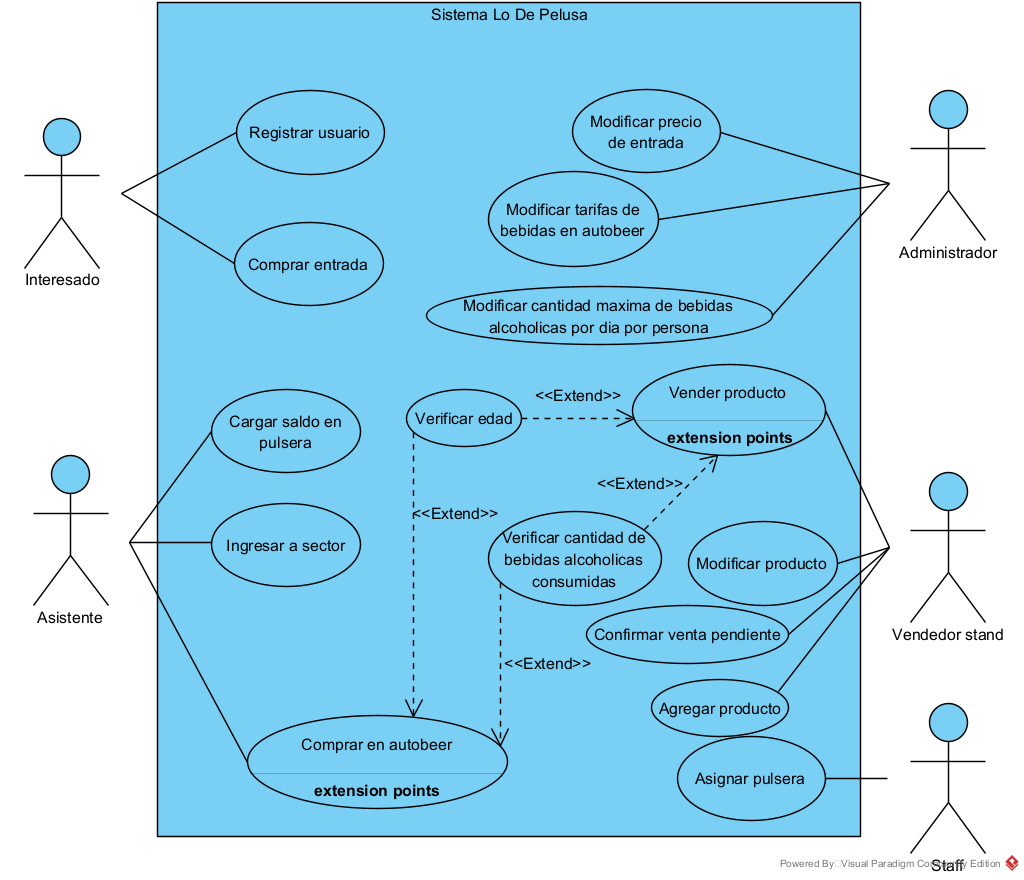 Sistema Lo De Pelusa
Registrar usuario
Comprar entrada
Interesado
Modificar precio
de entrada
Modificar tarifas de
bebidas en autobeer
Modificar cantidad maxima de bebidas
alcoholicas por dia por persona
Administrador
Cargar saldo en
pulsera
Ingresar a sector
Asistente
Verificar edad
<<Extend>>
Vender producto
extension points
<<Extend>>
<<Extend>>
Verificar cantidad de
bebidas alcoholicas
consumidas
Modificar producto
Confirmar venta pendiente
Vendedor stand
<<Extend>>
Agregar producto
Comprar en autobeer
extension points
Asignar pulsera
Staff
Powered By Visual Paradigm Community Edition